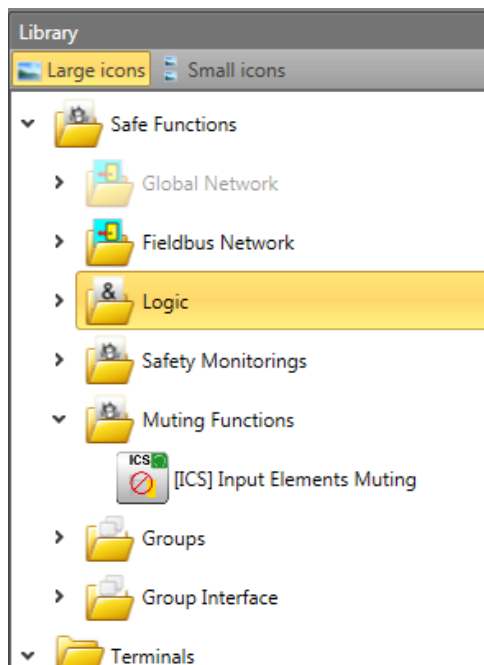 Library
Large icons Small icons
Safe Functions
Global Network
Fieldbus Network
&
Logic
Safety Monitorings
Muting Functions
ICS
[ICS] Input Elements Muting
Groups
Group Interface
Terminals